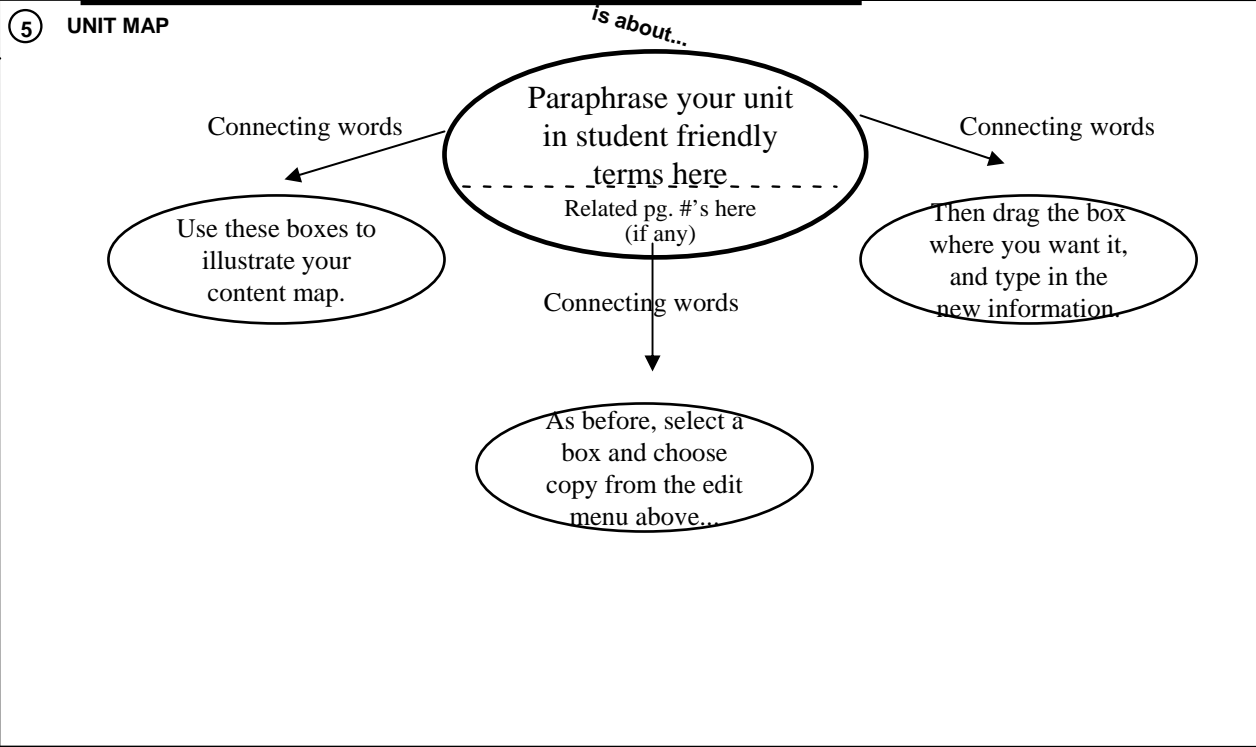 5 UNIT MAP
is about...
Paraphrase your unit
in student friendly
terms here
Related pg. #'s here
(if any)
Connecting words
Connecting words
Use these boxes to
illustrate your
content map.
Then drag the box
where you want it,
and type in the
new information.
Connecting words
As before, select a
box and choose
copy from the edit
menu above...